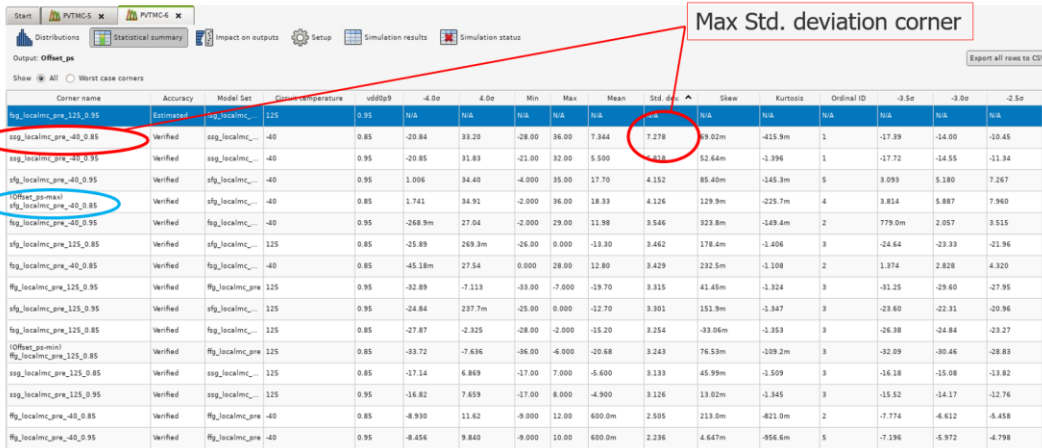 Max Std. deviation corner
Start PVTMC-5 x PVTMC-6 x
Distributions Statistical summary Impact on outputs Setup Simulation results Simulation status
Output: Offset_ps
Export all rows to CSV
Show All Worst case corners
Corner name Accuracy Model Set Circuit temperature vdd0p9 -4.0σ 4.0σ Min Max Mean Std. dev. Skew Kurtosis Ordinal ID -3.5σ -3.0σ -2.5σ
fsg_localmc_pre_125_0.95 Estimated fsg_localmc_... 125 0.95 N/A N/A N/A N/A N/A N/A N/A N/A N/A N/A N/A N/A
ssg_localmc_pre_-40_0.85 Verified ssg_localmc_... -40 0.85 -20.84 33.20 -28.00 36.00 7.344 7.278 69.02m -415.9m 1 -17.39 -14.00 -10.45
ssg_localmc_pre_-40_0.95 Verified ssg_localmc_... -40 0.95 -20.85 31.83 -21.00 32.00 5.500 6.818 52.64m -1.396 1 -17.72 -14.55 -11.34
sfg_localmc_pre_-40_0.95 Verified sfg_localmc_... -40 0.95 1.006 34.40 -4.000 35.00 17.70 4.152 85.40m -145.3m 5 3.093 5.180 7.267
(Offset_ps-max)
sfg_localmc_pre_-40_0.85 Verified sfg_localmc_... -40 0.85 1.741 34.91 -2.000 36.00 18.33 4.126 129.9m -225.7m 4 3.814 5.887 7.960
fsg_localmc_pre_-40_0.95 Verified fsg_localmc_... -40 0.95 -268.9m 27.04 -2.000 29.00 11.98 3.546 323.8m -149.4m 2 779.0m 2.057 3.515
sfg_localmc_pre_125_0.85 Verified sfg_localmc_... 125 0.85 -25.89 269.3m -26.00 0.000 -13.30 3.462 178.4m -1.406 3 -24.64 -23.33 -21.96
fsg_localmc_pre_-40_0.85 Verified fsg_localmc_... -40 0.85 -45.18m 27.54 0.000 28.00 12.80 3.429 232.5m -1.108 2 1.374 2.828 4.320
ffg_localmc_pre_125_0.95 Verified ffg_localmc_pre 125 0.95 -32.89 -7.113 -33.00 -7.000 -19.70 3.315 41.45m -1.324 3 -31.25 -29.60 -27.95
sfg_localmc_pre_125_0.95 Verified sfg_localmc_... 125 0.95 -24.84 237.7m -25.00 0.000 -12.70 3.301 151.9m -1.347 3 -23.60 -22.31 -20.96
fsg_localmc_pre_125_0.85 Verified fsg_localmc_... 125 0.85 -27.87 -2.325 -28.00 -2.000 -15.20 3.254 -33.06m -1.353 3 -26.38 -24.84 -23.27
(Offset_ps-min)
ffg_localmc_pre_125_0.85 Verified ffg_localmc_pre 125 0.85 -33.72 -7.636 -36.00 -6.000 -20.68 3.243 76.53m -109.2m 3 -32.09 -30.46 -28.83
ssg_localmc_pre_125_0.85 Verified ssg_localmc_... 125 0.85 -17.14 6.869 -17.00 7.000 -5.600 3.133 45.99m -1.509 3 -16.18 -15.08 -13.82
ssg_localmc_pre_125_0.95 Verified ssg_localmc_... 125 0.95 -16.82 7.659 -17.00 8.000 -4.900 3.126 13.02m -1.345 3 -15.52 -14.17 -12.76
ffg_localmc_pre_-40_0.85 Verified ffg_localmc_pre -40 0.85 -8.930 11.62 -9.000 12.00 600.0m 2.505 213.0m -821.0m 2 -7.774 -6.612 -5.458
ffg_localmc_pre_-40_0.95 Verified ffg_localmc_pre -40 0.95 -8.456 9.840 -9.000 10.00 600.0m 2.236 4.647m -956.6m 5 -7.196 -5.972 -4.798